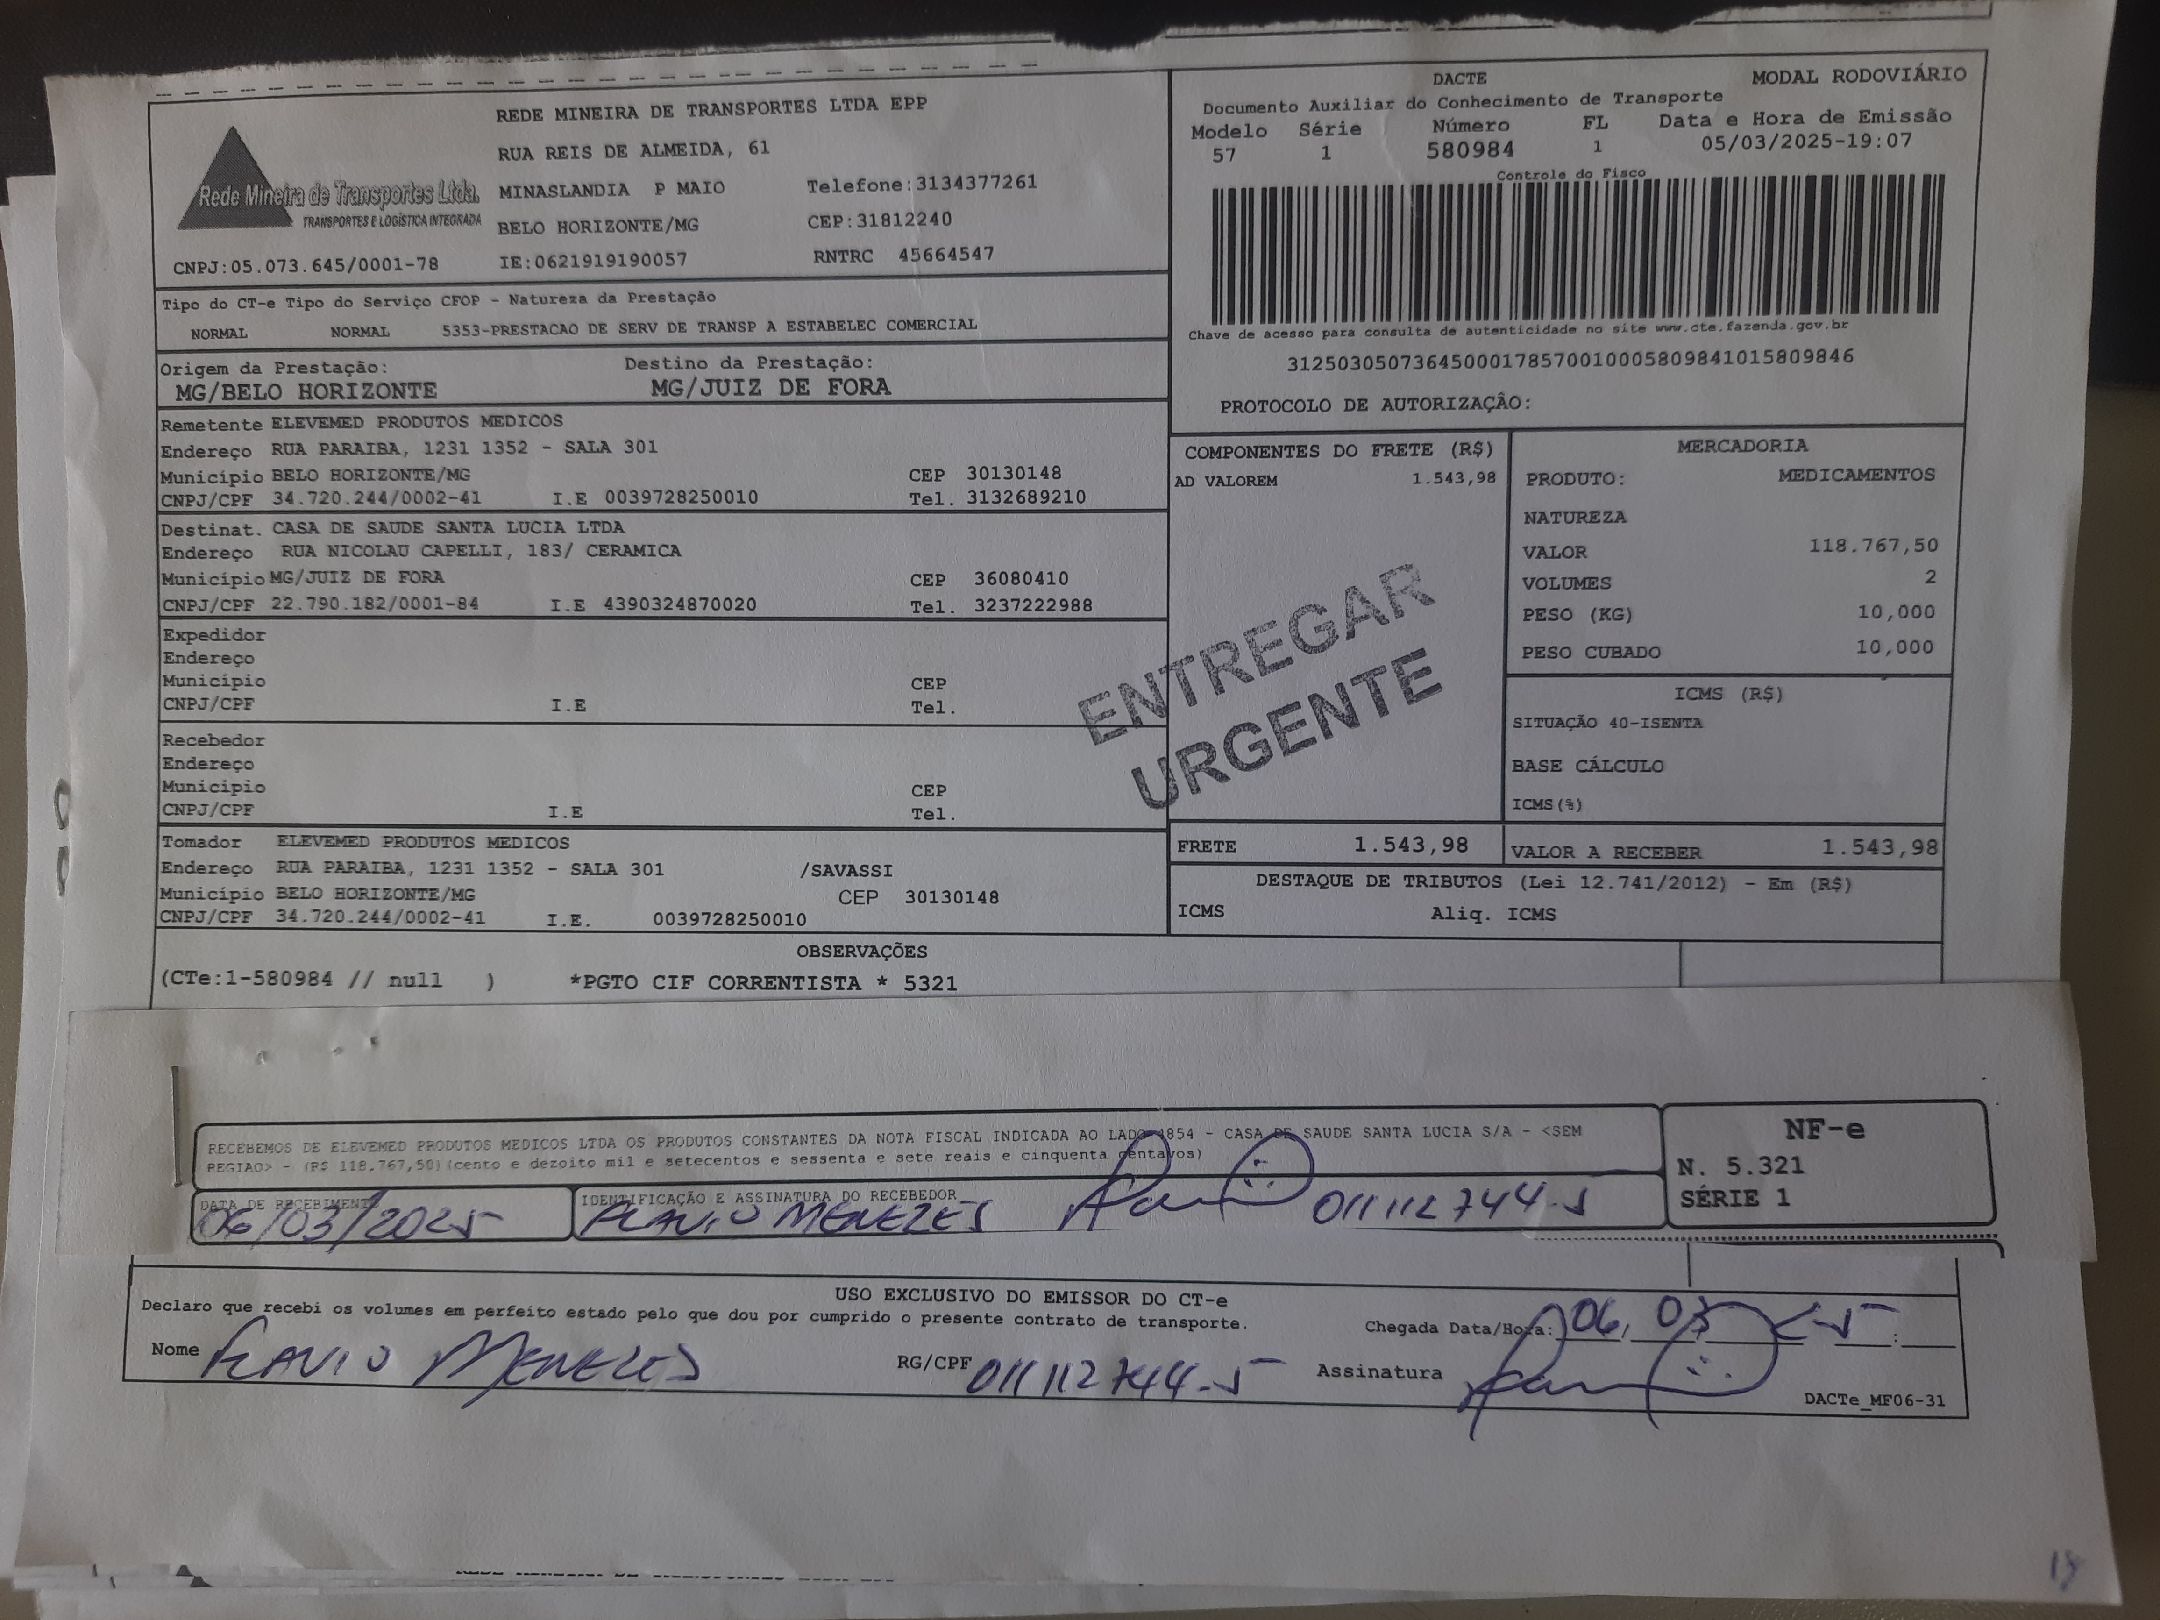 REDE MINEIRA DE TRANSPORTES LTDA EPP
RUA REIS DE ALMEIDA, 61
Rede Mineira de Transportes Ltda.
TRANSPORTES E LOGÍSTICA INTEGRADA
MINASLANDIA P MAIO Telefone:3134377261
BELO HORIZONTE/MG CEP:31812240
CNPJ:05.073.645/0001-78 IE:0621919190057 RNTRC 45664547
DACTE MODAL RODOVIÁRIO
Documento Auxiliar do Conhecimento de Transporte
Modelo Série Número FL Data e Hora de Emissão
57 1 580984 1 05/03/2025-19:07
Controle do Fisco
Chave de acesso para consulta de autenticidade no site www.cte.fazenda.gov.br
31250305073645000178570010005809841015809846
PROTOCOLO DE AUTORIZAÇÃO:
Tipo do CT-e Tipo do Serviço CFOP - Natureza da Prestação
NORMAL NORMAL 5353-PRESTACAO DE SERV DE TRANSP A ESTABELEC COMERCIAL
Origem da Prestação: Destino da Prestação:
MG/BELO HORIZONTE MG/JUIZ DE FORA
Remetente ELEVEMED PRODUTOS MEDICOS
Endereço RUA PARAIBA, 1231 1352 - SALA 301
Município BELO HORIZONTE/MG CEP 30130148
CNPJ/CPF 34.720.244/0002-41 I.E 0039728250010 Tel. 3132689210
Destinat. CASA DE SAUDE SANTA LUCIA LTDA
Endereço RUA NICOLAU CAPELLI, 183/ CERAMICA
Município MG/JUIZ DE FORA CEP 36080410
CNPJ/CPF 22.790.182/0001-84 I.E 4390324870020 Tel. 3237222988
Expedidor
Endereço
Município CEP
CNPJ/CPF I.E Tel.
Recebedor
Endereço
Município CEP
CNPJ/CPF I.E Tel.
Tomador ELEVEMED PRODUTOS MEDICOS
Endereço RUA PARAIBA, 1231 1352 - SALA 301 /SAVASSI
Município BELO HORIZONTE/MG CEP 30130148
CNPJ/CPF 34.720.244/0002-41 I.E. 0039728250010
COMPONENTES DO FRETE (R$)
AD VALOREM 1.543,98
ENTREGAR
URGENTE
MERCADORIA
PRODUTO: MEDICAMENTOS
NATUREZA
VALOR 118.767,50
VOLUMES 2
PESO (KG) 10,000
PESO CUBADO 10,000
ICMS (R$)
SITUAÇÃO 40-ISENTA
BASE CÁLCULO
ICMS(%)
FRETE 1.543,98 VALOR A RECEBER 1.543,98
DESTAQUE DE TRIBUTOS (Lei 12.741/2012) - Em (R$)
ICMS Aliq. ICMS
OBSERVAÇÕES
(CTe:1-580984 // null ) *PGTO CIF CORRENTISTA * 5321
RECEBEMOS DE ELEVEMED PRODUTOS MEDICOS LTDA OS PRODUTOS CONSTANTES DA NOTA FISCAL INDICADA AO LADO 4854 - CASA DE SAUDE SANTA LUCIA S/A - <SEM
REGIAO> - (R$ 118.767,50)(cento e dezoito mil e setecentos e sessenta e sete reais e cinquenta centavos)
DATA DE RECEBIMENTO IDENTIFICAÇÃO E ASSINATURA DO RECEBEDOR
06/03/2025 FLAVIO MENEZES 011112744-5
NF-e
N. 5.321
SÉRIE 1
USO EXCLUSIVO DO EMISSOR DO CT-e
Declaro que recebi os volumes em perfeito estado pelo que dou por cumprido o presente contrato de transporte.
Chegada Data/Hora: 06, 03 25
Nome FLAVIO MENEZES RG/CPF 011112744-5 Assinatura
DACTe_MF06-31